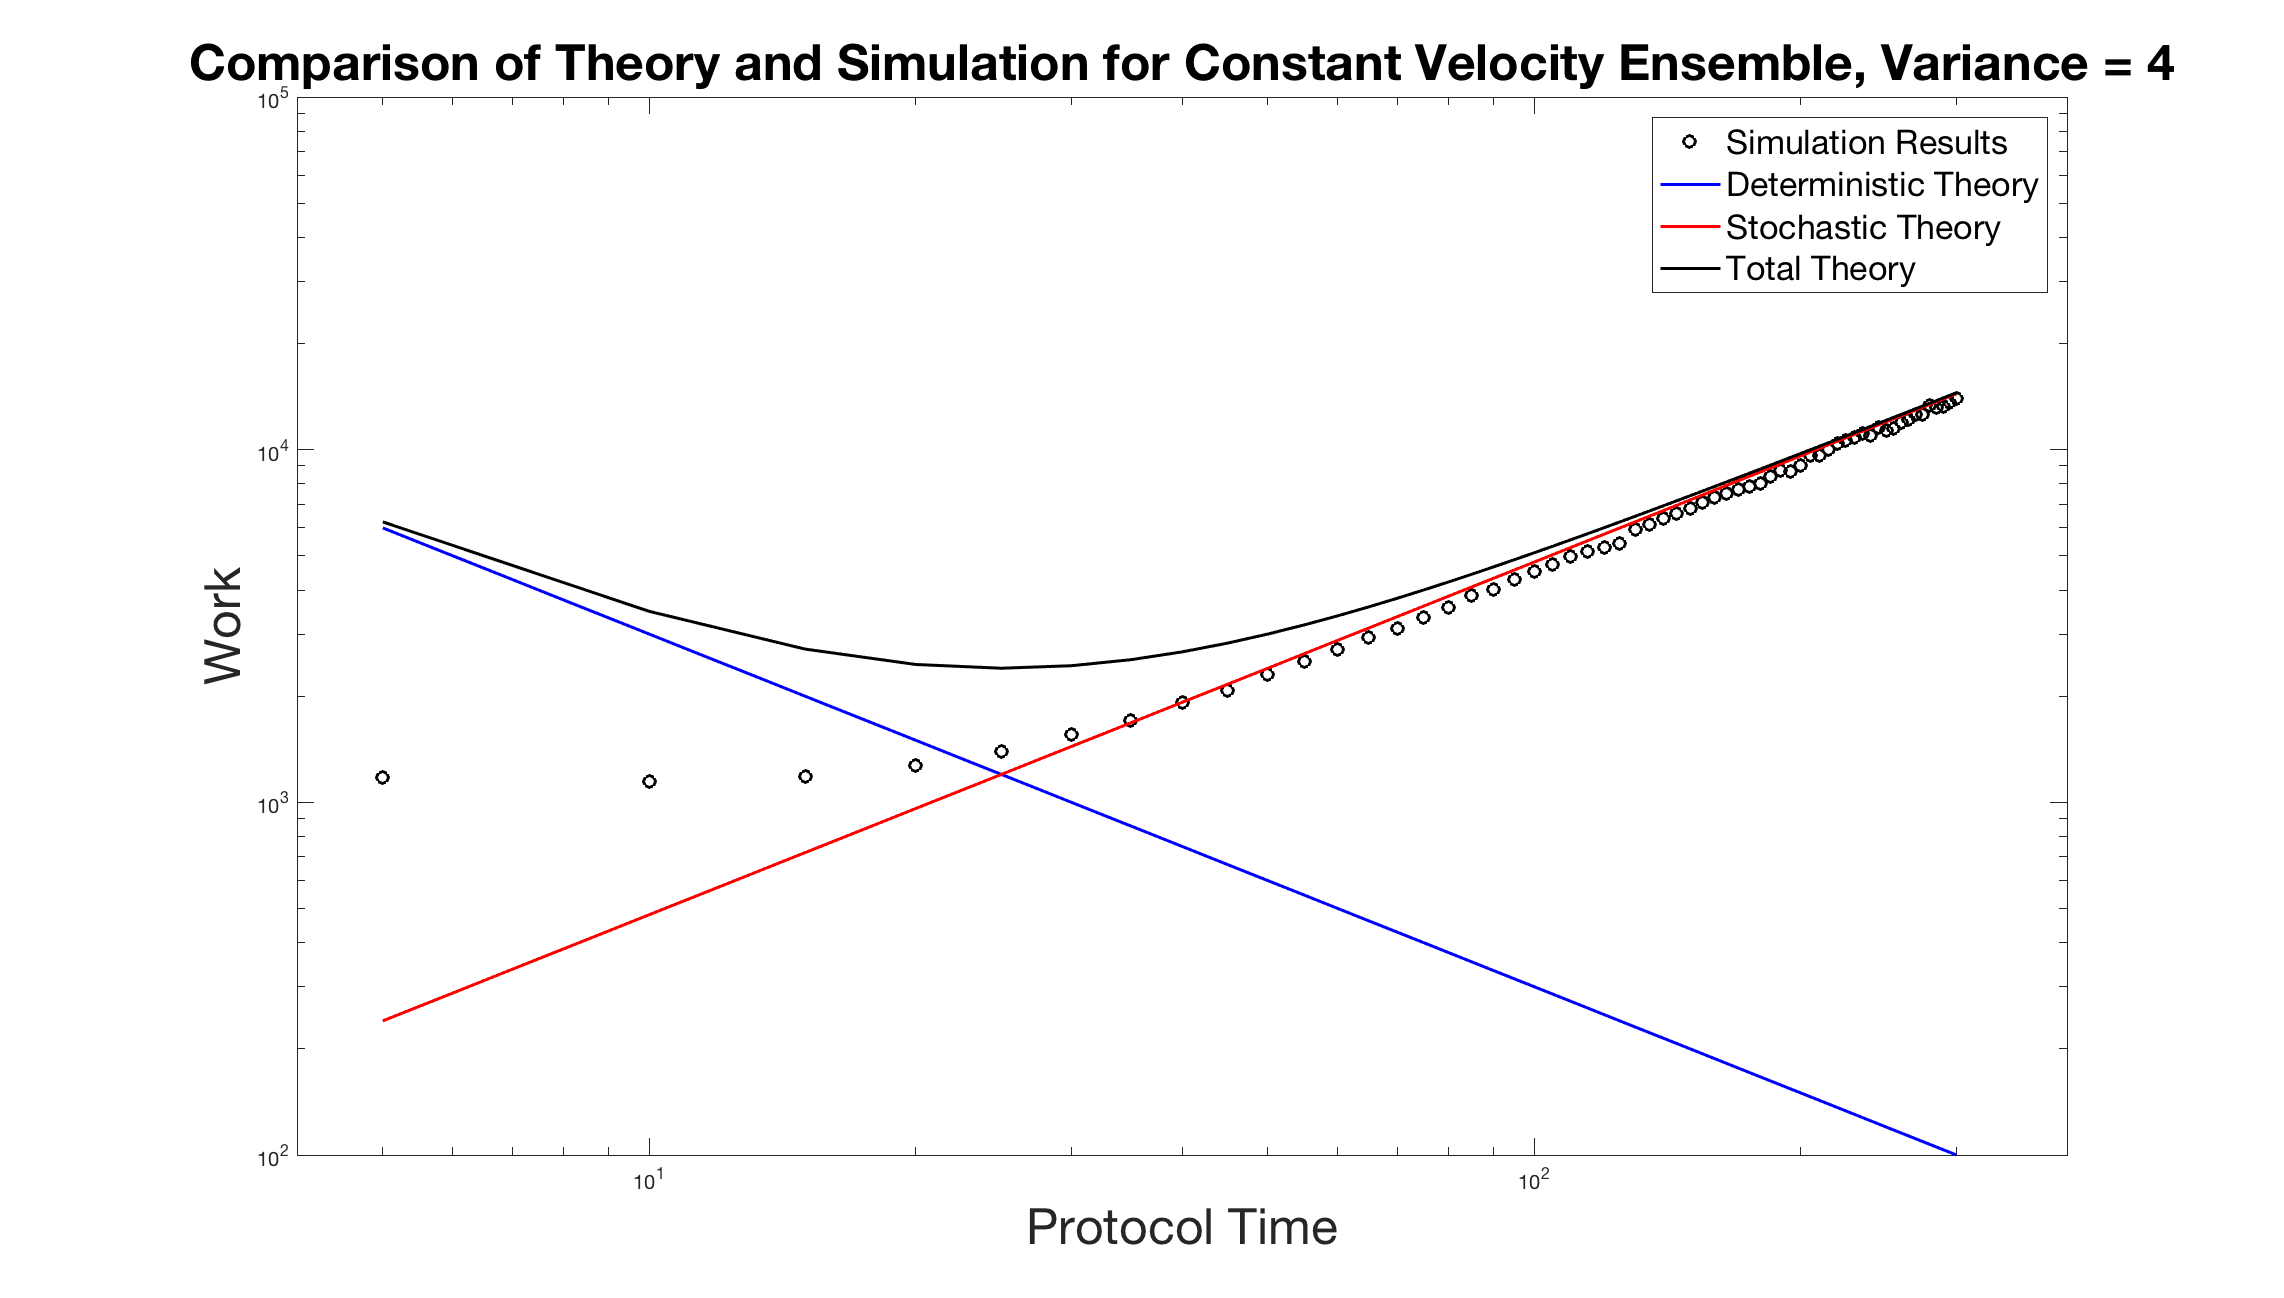 Comparison of Theory and Simulation for Constant Velocity Ensemble, Variance = 4
10^5
Simulation Results
Deterministic Theory
Stochastic Theory
Total Theory
10^4
Work
10^3
10^2
10^1
10^2
Protocol Time